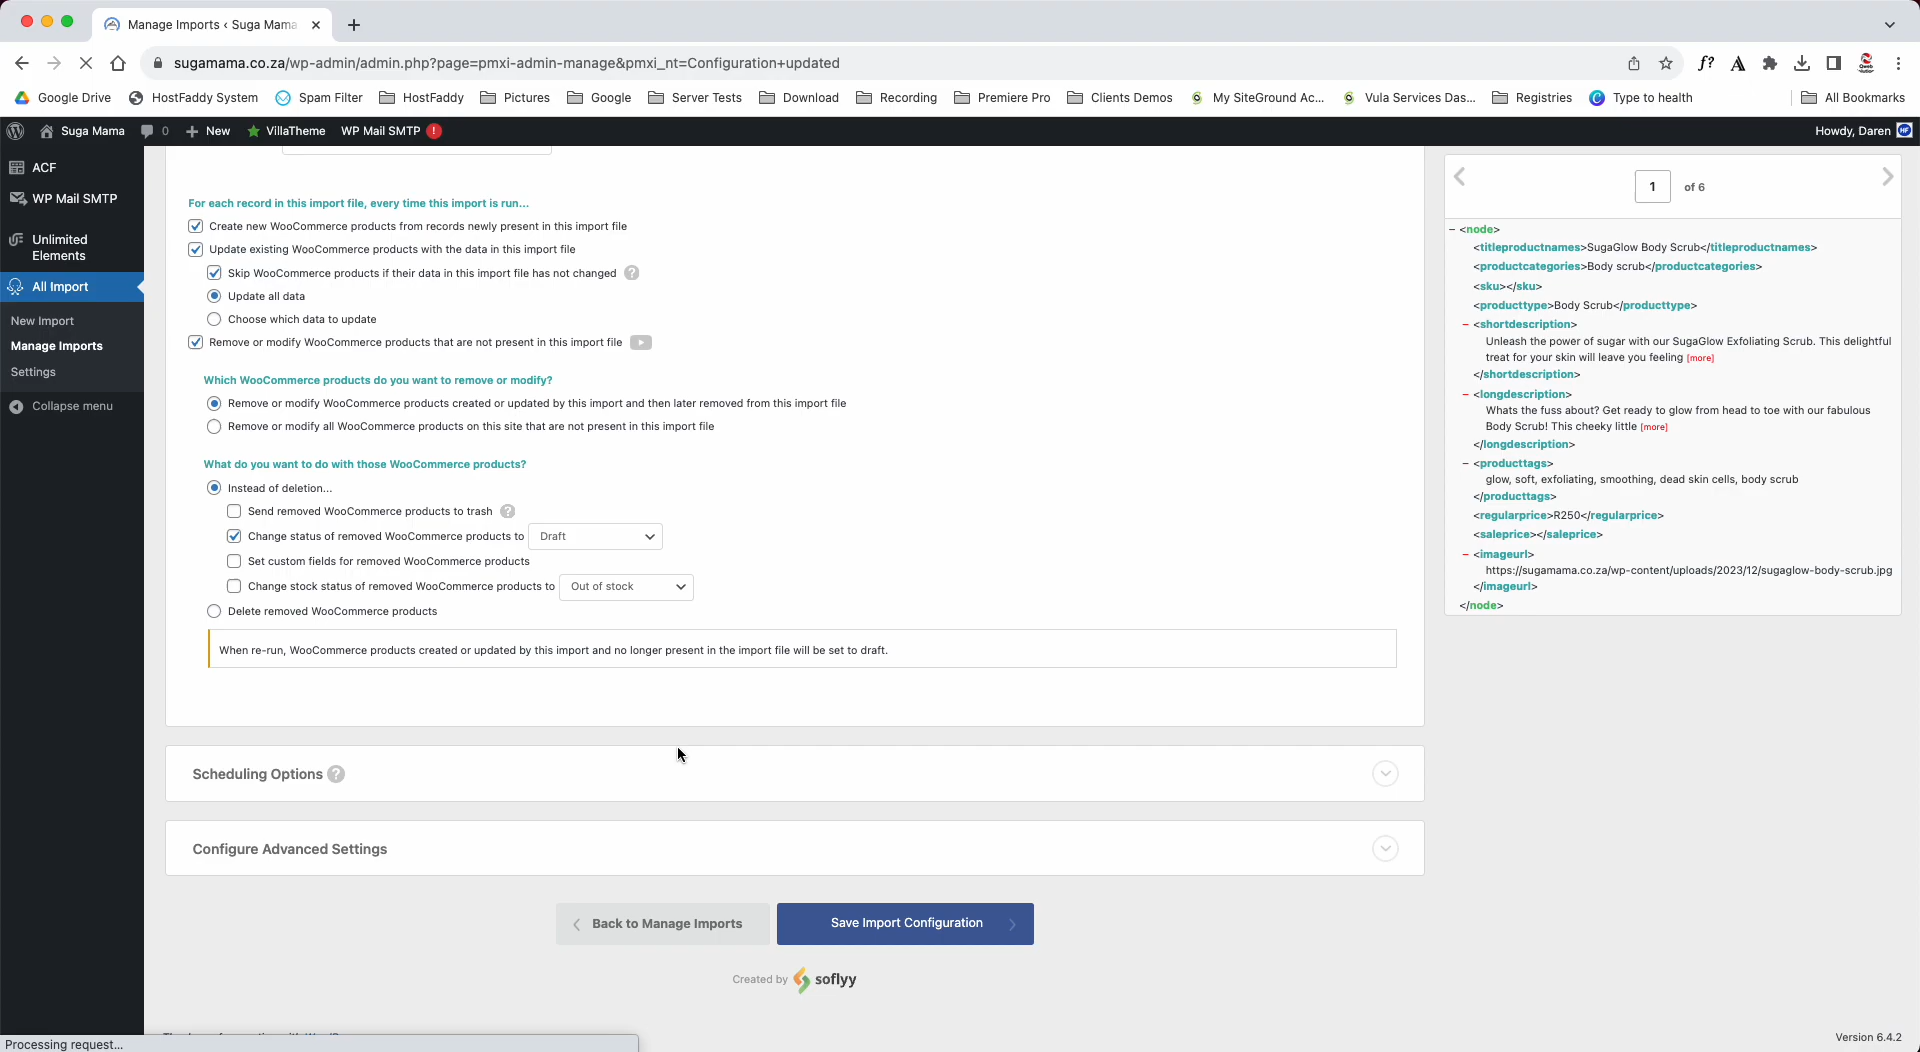 Manage Imports ‹ Suga Mama
sugamama.co.za/wp-admin/admin.php?page=pmxi-admin-manage&pmxi_nt=Configuration+updated
Google Drive HostFaddy System Spam Filter HostFaddy Pictures Google Server Tests Download Recording Premiere Pro Clients Demos My SiteGround Ac... Vula Services Das... Registries Type to health All Bookmarks
Suga Mama 0 + New VillaTheme WP Mail SMTP ! Howdy, Daren
ACF
WP Mail SMTP
Unlimited
Elements
All Import
New Import
Manage Imports
Settings
Collapse menu
For each record in this import file, every time this import is run...
Create new WooCommerce products from records newly present in this import file
Update existing WooCommerce products with the data in this import file
Skip WooCommerce products if their data in this import file has not changed ?
Update all data
Choose which data to update
Remove or modify WooCommerce products that are not present in this import file
Which WooCommerce products do you want to remove or modify?
Remove or modify WooCommerce products created or updated by this import and then later removed from this import file
Remove or modify all WooCommerce products on this site that are not present in this import file
What do you want to do with those WooCommerce products?
Instead of deletion...
Send removed WooCommerce products to trash ?
Change status of removed WooCommerce products to Draft
Set custom fields for removed WooCommerce products
Change stock status of removed WooCommerce products to Out of stock
Delete removed WooCommerce products
When re-run, WooCommerce products created or updated by this import and no longer present in the import file will be set to draft.
Scheduling Options ?
Configure Advanced Settings
Back to Manage Imports Save Import Configuration
Created by soflyy
1 of 6
− <node>
<titleproductnames>SugaGlow Body Scrub</titleproductnames>
<productcategories>Body scrub</productcategories>
<sku></sku>
<producttype>Body Scrub</producttype>
− <shortdescription>
Unleash the power of sugar with our SugaGlow Exfoliating Scrub. This delightful
treat for your skin will leave you feeling [more]
</shortdescription>
− <longdescription>
Whats the fuss about? Get ready to glow from head to toe with our fabulous
Body Scrub! This cheeky little [more]
</longdescription>
− <producttags>
glow, soft, exfoliating, smoothing, dead skin cells, body scrub
</producttags>
<regularprice>R250</regularprice>
<saleprice></saleprice>
− <imageurl>
https://sugamama.co.za/wp-content/uploads/2023/12/sugaglow-body-scrub.jpg
</imageurl>
</node>
Version 6.4.2
Processing request...